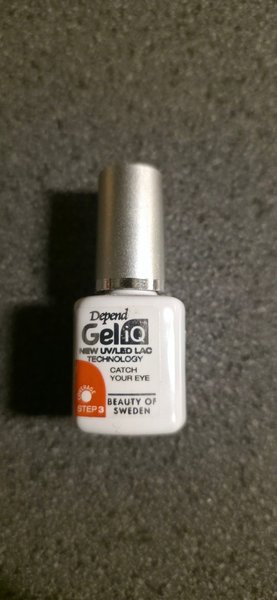 Depend
Gel iQ
NEW UV/LED LAC
TECHNOLOGY
CATCH
YOUR EYE
STEP 3
BEAUTY OF
SWEDEN